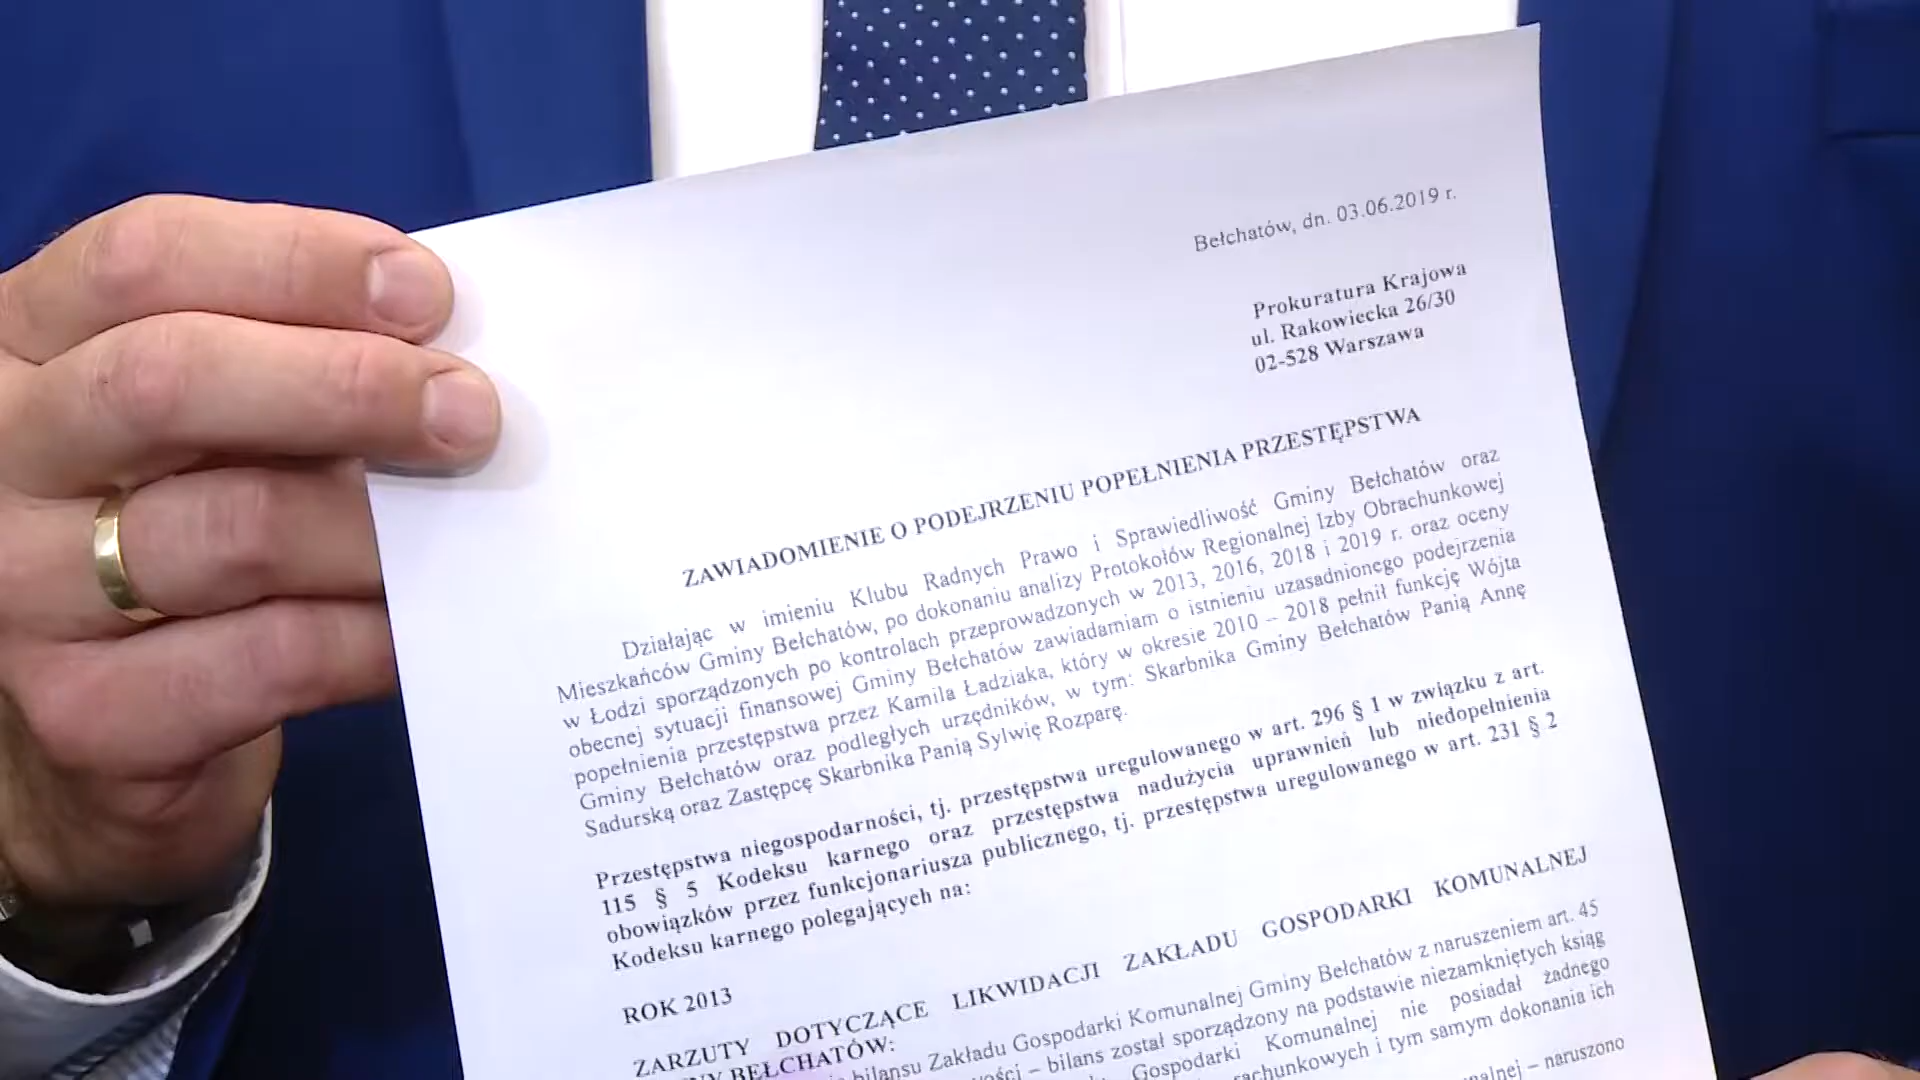 Bełchatów, dn. 03.06.2019 r.
Prokuratura Krajowa
ul. Rakowiecka 26/30
02-528 Warszawa
ZAWIADOMIENIE O PODEJRZENIU POPEŁNIENIA PRZESTĘPSTWA
Działając w imieniu Klubu Radnych Prawo i Sprawiedliwość Gminy Bełchatów oraz
Mieszkańców Gminy Bełchatów, po dokonaniu analizy Protokołów Regionalnej Izby Obrachunkowej
w Łodzi sporządzonych po kontrolach przeprowadzonych w 2013, 2016, 2018 i 2019 r. oraz oceny
obecnej sytuacji finansowej Gminy Bełchatów zawiadamiam o istnieniu uzasadnionego podejrzenia
popełnienia przestępstwa przez Kamila Ładziaka, który w okresie 2010 – 2018 pełnił funkcję Wójta
Gminy Bełchatów oraz podległych urzędników, w tym: Skarbnika Gminy Bełchatów Panią Annę
Sadurską oraz Zastępcę Skarbnika Panią Sylwię Rozparę.
Przestępstwa niegospodarności, tj. przestępstwa uregulowanego w art. 296 § 1 w związku z art.
115 § 5 Kodeksu karnego oraz przestępstwa nadużycia uprawnień lub niedopełnienia
obowiązków przez funkcjonariusza publicznego, tj. przestępstwa uregulowanego w art. 231 § 2
Kodeksu karnego polegających na:
ROK 2013
ZARZUTY DOTYCZĄCE LIKWIDACJI ZAKŁADU GOSPODARKI KOMUNALNEJ
BEŁCHATÓW:
bilansu Zakładu Gospodarki Komunalnej Gminy Bełchatów z naruszeniem art. 45
– bilans został sporządzony na podstawie niezamkniętych ksiąg
Gospodarki Komunalnej nie posiadał żadnego
i tym samym dokonania ich
– naruszono